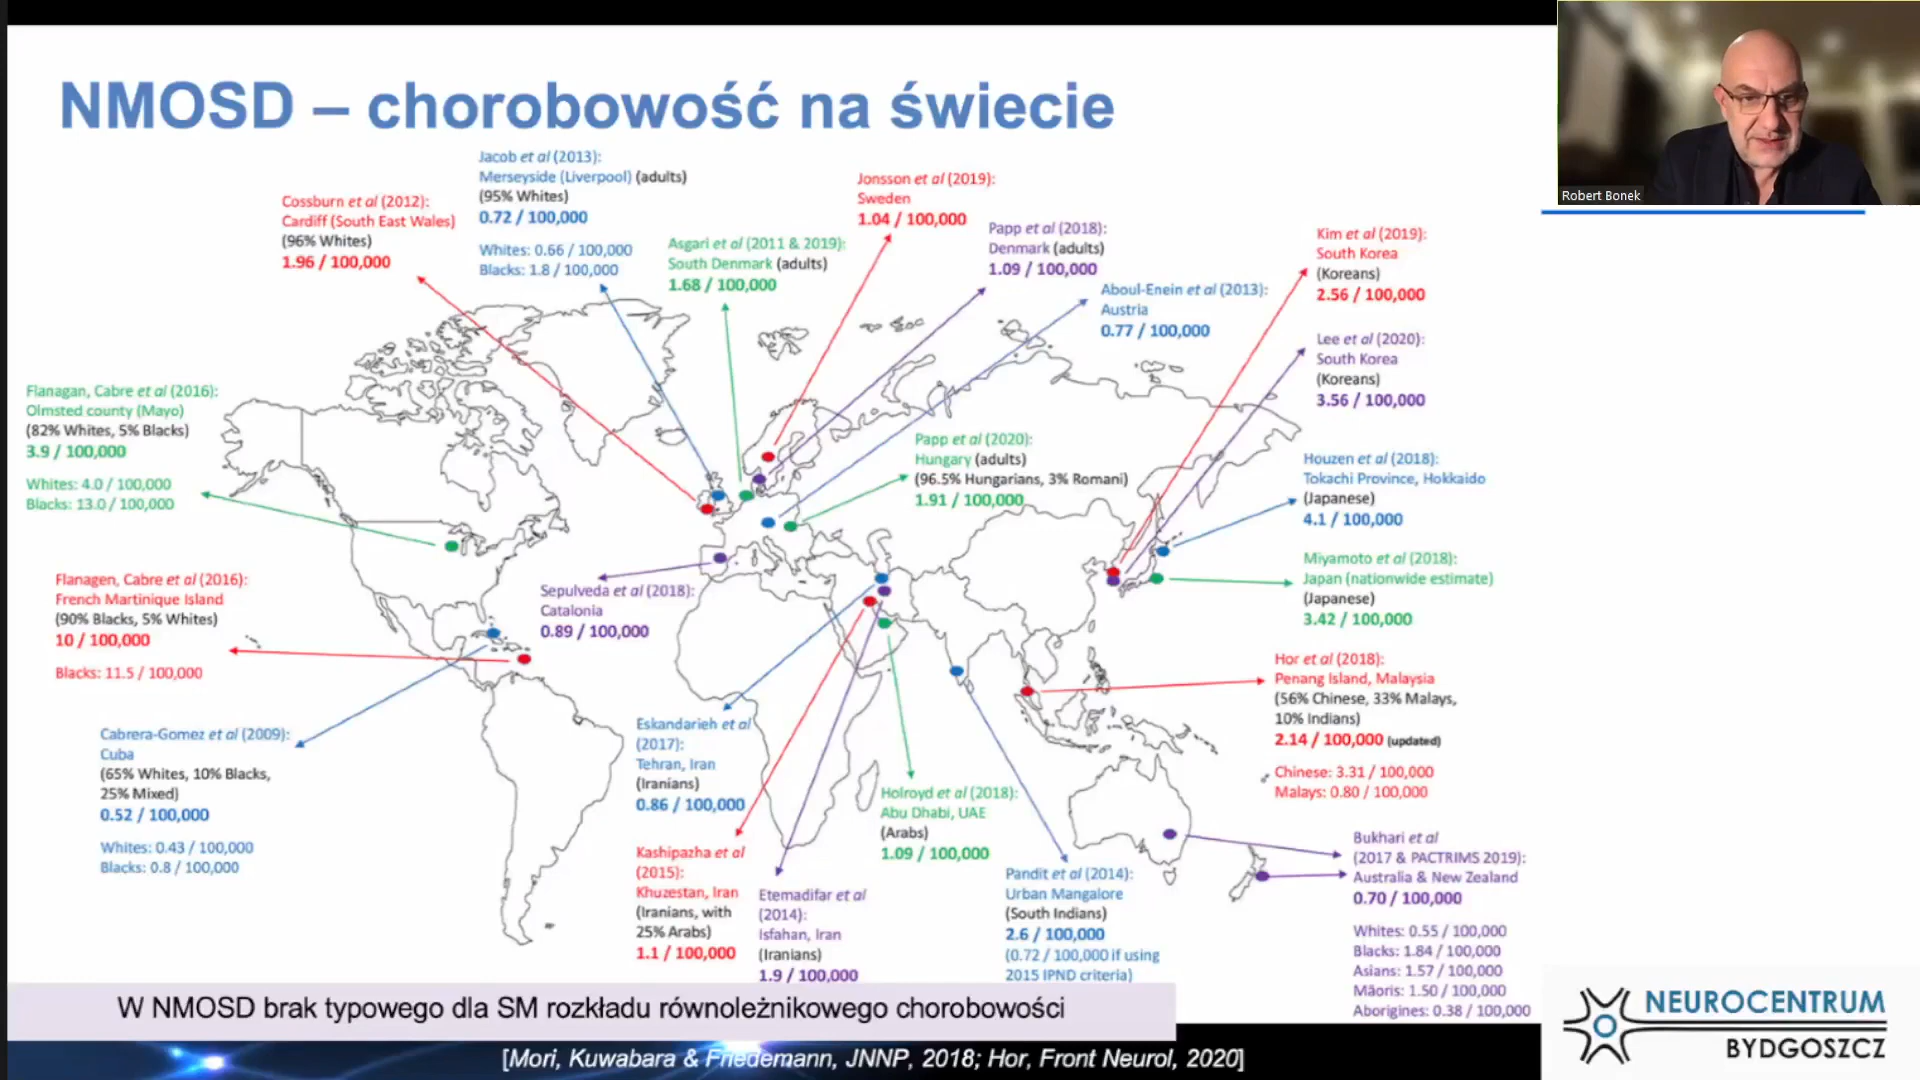 NMOSD – chorobowość na świecie
Robert Bonek
Jacob et al (2013):
Merseyside (Liverpool) (adults)
(95% Whites)
0.72 / 100,000
Whites: 0.66 / 100,000
Blacks: 1.8 / 100,000
Cossburn et al (2012):
Cardiff (South East Wales)
(96% Whites)
1.96 / 100,000
Asgari et al (2011 & 2019):
South Denmark (adults)
1.68 / 100,000
Jonsson et al (2019):
Sweden
1.04 / 100,000
Papp et al (2018):
Denmark (adults)
1.09 / 100,000
Aboul-Enein et al (2013):
Austria
0.77 / 100,000
Kim et al (2019):
South Korea
(Koreans)
2.56 / 100,000
Lee et al (2020):
South Korea
(Koreans)
3.56 / 100,000
Flanagan, Cabre et al (2016):
Olmsted county (Mayo)
(82% Whites, 5% Blacks)
3.9 / 100,000
Whites: 4.0 / 100,000
Blacks: 13.0 / 100,000
Papp et al (2020):
Hungary (adults)
(96.5% Hungarians, 3% Romani)
1.91 / 100,000
Houzen et al (2018):
Tokachi Province, Hokkaido
(Japanese)
4.1 / 100,000
Miyamoto et al (2018):
Japan (nationwide estimate)
(Japanese)
3.42 / 100,000
Flanagen, Cabre et al (2016):
French Martinique Island
(90% Blacks, 5% Whites)
10 / 100,000
Blacks: 11.5 / 100,000
Sepulveda et al (2018):
Catalonia
0.89 / 100,000
Hor et al (2018):
Penang Island, Malaysia
(56% Chinese, 33% Malays,
10% Indians)
2.14 / 100,000 (updated)
Chinese: 3.31 / 100,000
Malays: 0.80 / 100,000
Cabrera-Gomez et al (2009):
Cuba
(65% Whites, 10% Blacks,
25% Mixed)
0.52 / 100,000
Whites: 0.43 / 100,000
Blacks: 0.8 / 100,000
Eskandarieh et al
(2017):
Tehran, Iran
(Iranians)
0.86 / 100,000
Kashipazha et al
(2015):
Khuzestan, Iran
(Iranians, with
25% Arabs)
1.1 / 100,000
Etemadifar et al
(2014):
Isfahan, Iran
(Iranians)
1.9 / 100,000
Holroyd et al (2018):
Abu Dhabi, UAE
(Arabs)
1.09 / 100,000
Pandit et al (2014):
Urban Mangalore
(South Indians)
2.6 / 100,000
(0.72 / 100,000 if using
2015 IPND criteria)
Bukhari et al
(2017 & PACTRIMS 2019):
Australia & New Zealand
0.70 / 100,000
Whites: 0.55 / 100,000
Blacks: 1.84 / 100,000
Asians: 1.57 / 100,000
Māoris: 1.50 / 100,000
Aborigines: 0.38 / 100,000
W NMOSD brak typowego dla SM rozkładu równoleżnikowego chorobowości
[Mori, Kuwabara & Friedemann, JNNP, 2018; Hor, Front Neurol, 2020]
NEUROCENTRUM
BYDGOSZCZ